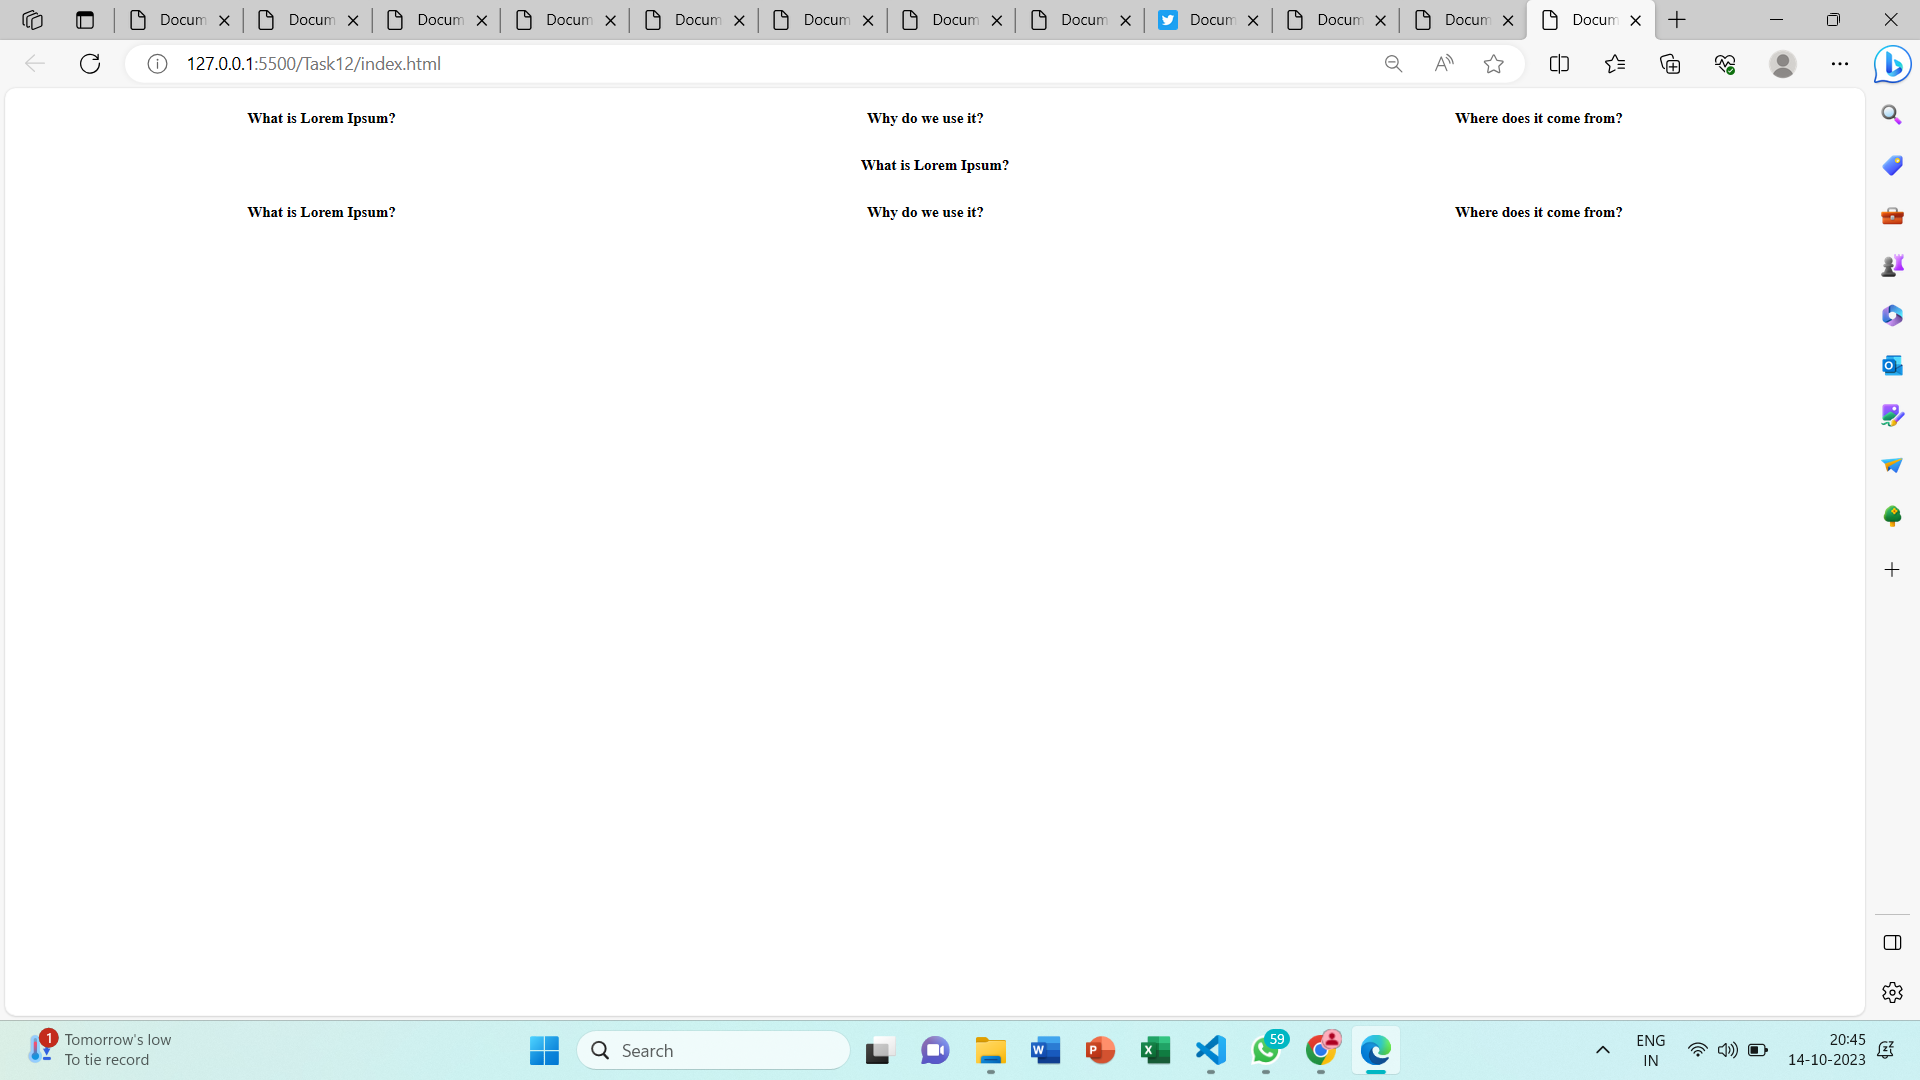 Docum Docum Docum Docum Docum Docum Docum Docum Docum Docum Docum Docum
127.0.0.1:5500/Task12/index.html
What is Lorem Ipsum? Why do we use it? Where does it come from?
What is Lorem Ipsum?
What is Lorem Ipsum? Why do we use it? Where does it come from?
1 Tomorrow's low
To tie record
Search
59
ENG
IN
20:45
14-10-2023